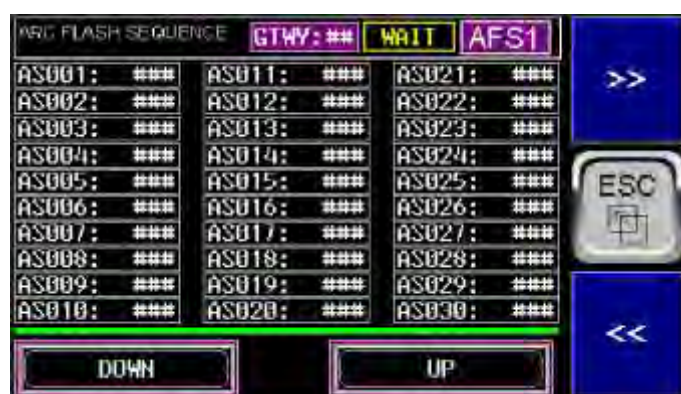 ARC FLASH SEQUENCE GTWY:## WAIT AFS1
AS001: ### AS011: ### AS021: ###
AS002: ### AS012: ### AS022: ###
AS003: ### AS013: ### AS023: ###
AS004: ### AS014: ### AS024: ###
AS005: ### AS015: ### AS025: ###
AS006: ### AS016: ### AS026: ###
AS007: ### AS017: ### AS027: ###
AS008: ### AS018: ### AS028: ###
AS009: ### AS019: ### AS029: ###
AS010: ### AS020: ### AS030: ###
DOWN UP
>>
ESC
<<